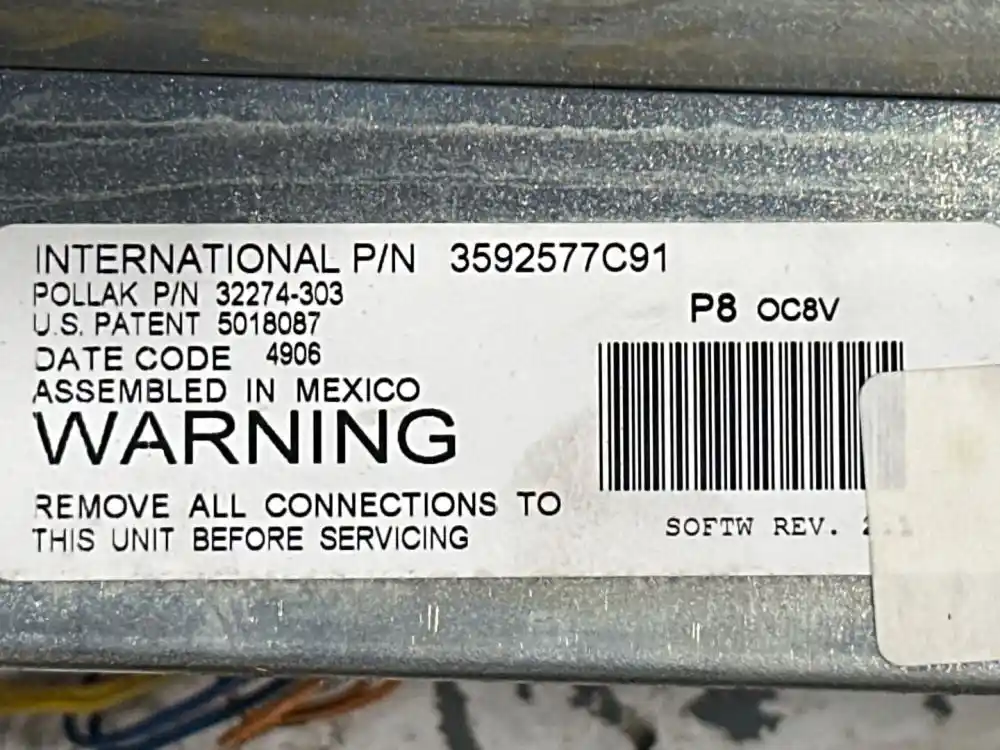 INTERNATIONAL P/N 3592577C91
POLLAK P/N 32274-303
U.S. PATENT 5018087
DATE CODE 4906
ASSEMBLED IN MEXICO
WARNING
REMOVE ALL CONNECTIONS TO
THIS UNIT BEFORE SERVICING
P8 OC8V
SOFTW REV.